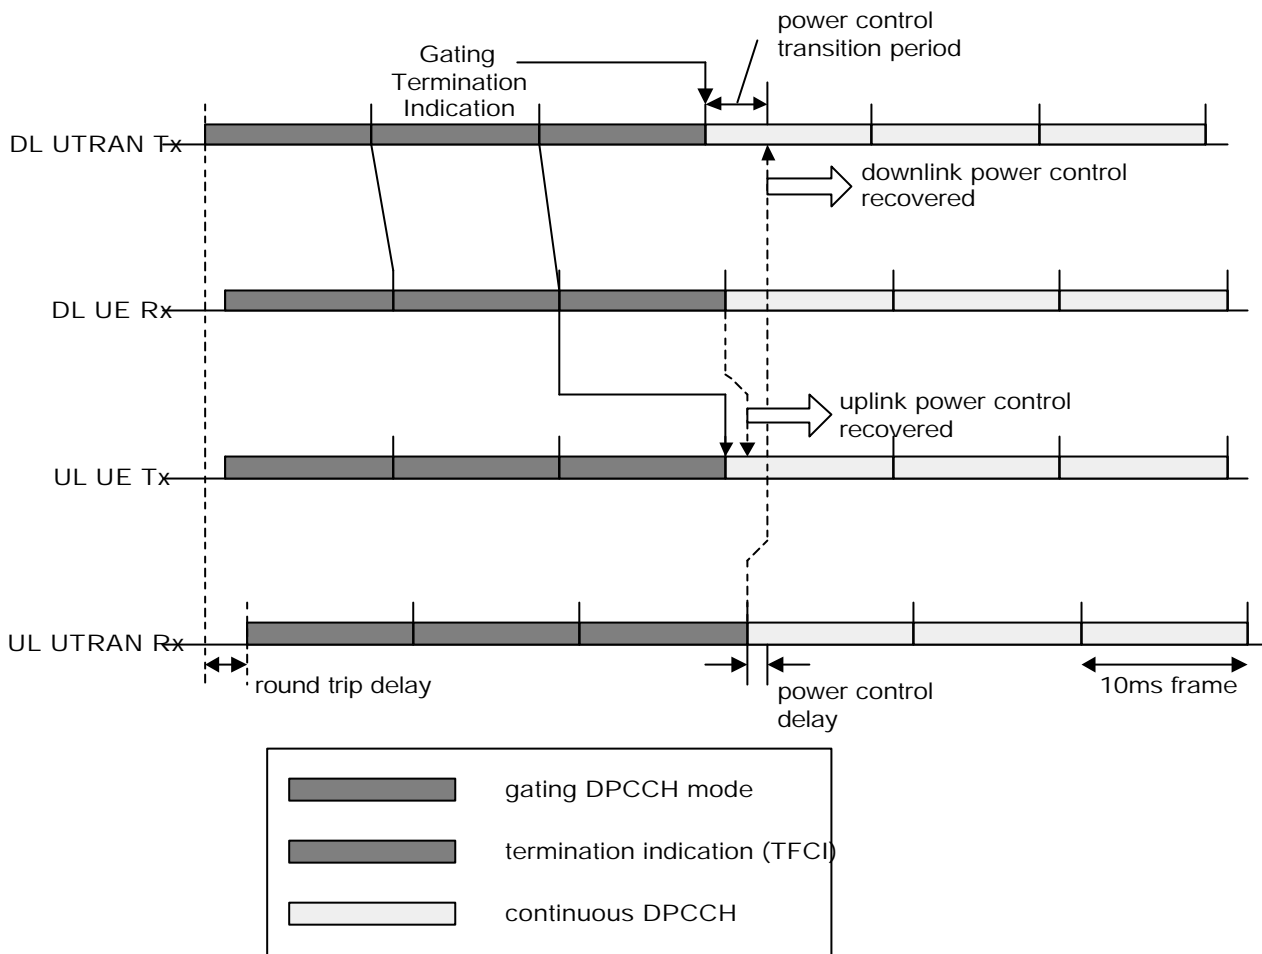 power control
transition period
Gating
Termination
Indication
DL UTRAN Tx
downlink power control
recovered
DL UE Rx
uplink power control
recovered
UL UE Tx
UL UTRAN Rx
round trip delay
power control
delay
10ms frame
gating DPCCH mode
termination indication (TFCI)
continuous DPCCH